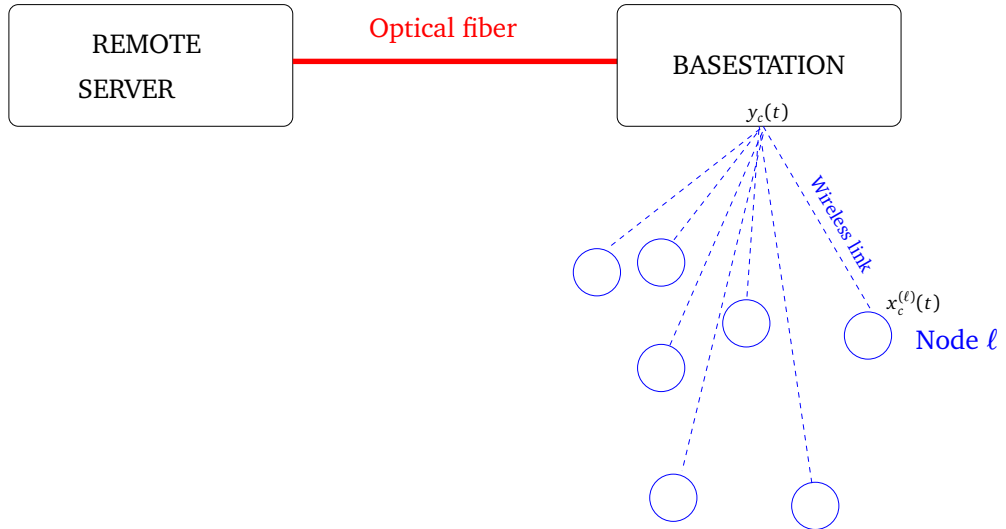 REMOTE
SERVER
Optical fiber
BASESTATION
y_c(t)
Wireless link
x_c^{(ℓ)}(t)
Node ℓ